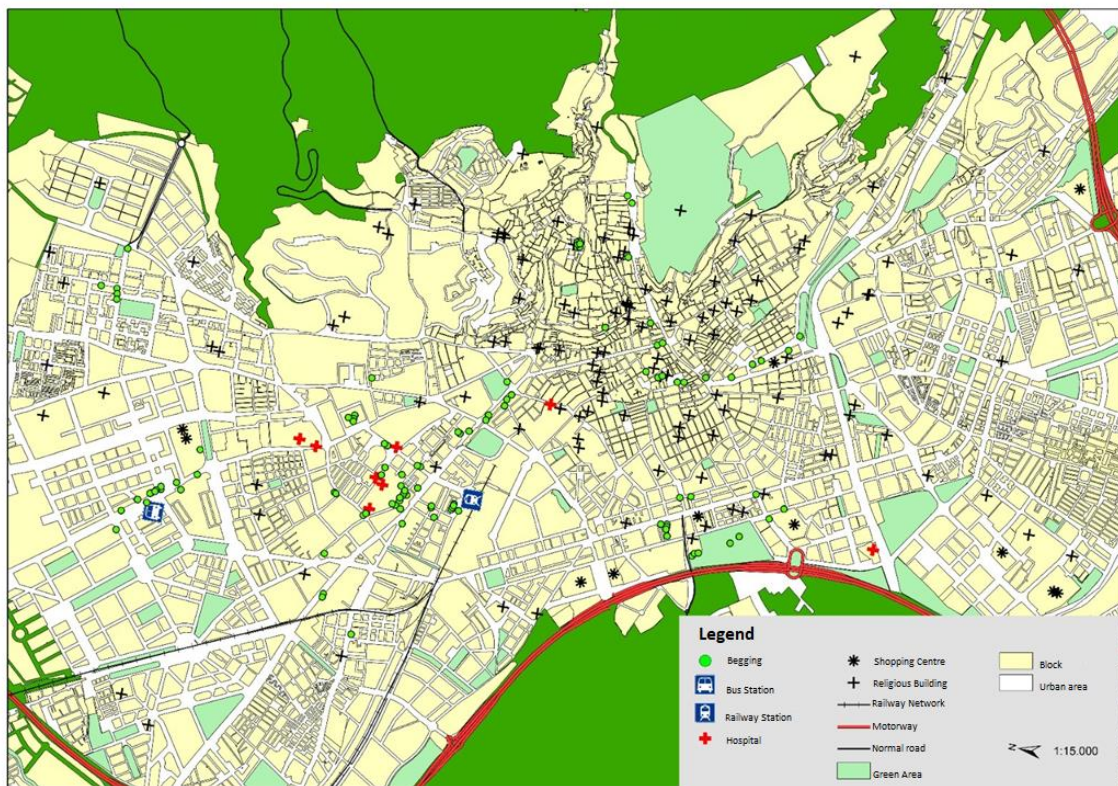 Legend
Begging
Bus Station
Railway Station
Hospital
Shopping Centre
Religious Building
Railway Network
Motorway
Normal road
Green Area
Block
Urban area
N
1:15.000